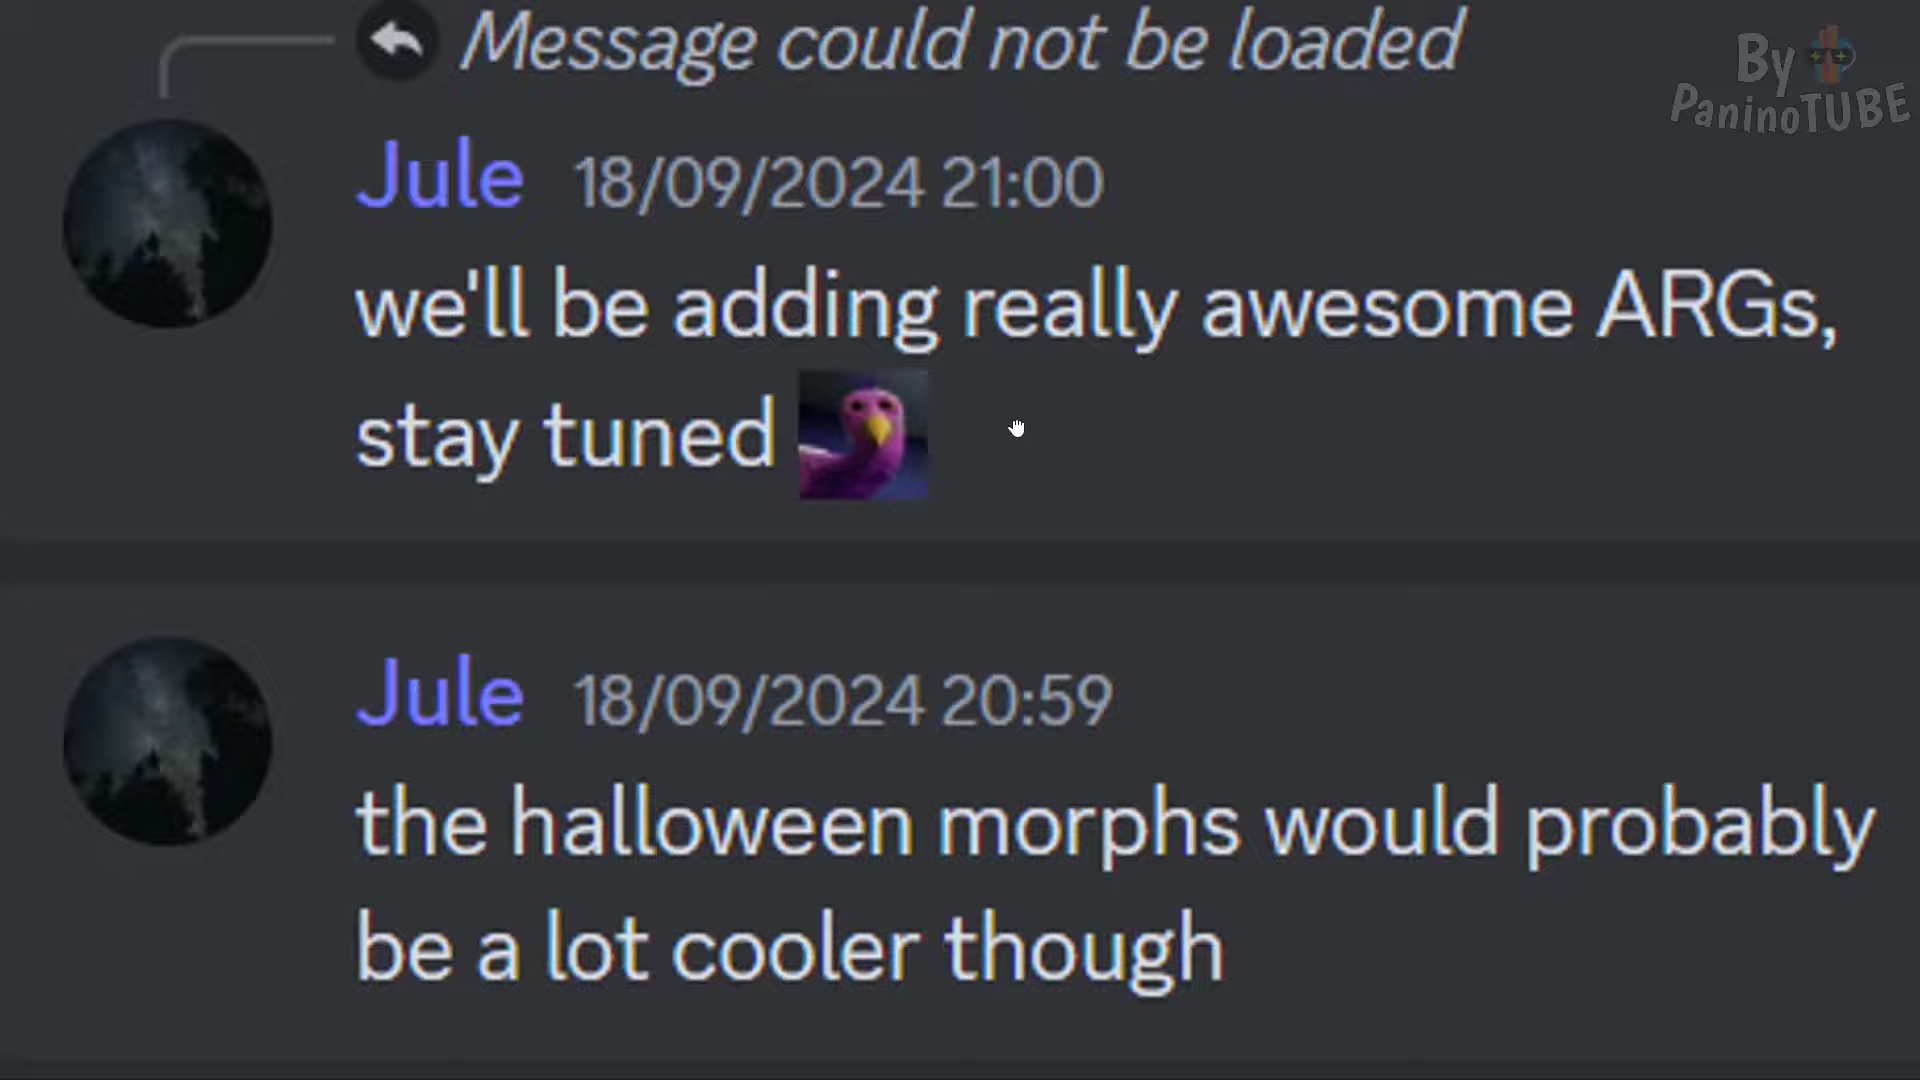 Message could not be loaded
By
PaninoTUBE
Jule 18/09/2024 21:00
we'll be adding really awesome ARGs,
stay tuned
Jule 18/09/2024 20:59
the halloween morphs would probably
be a lot cooler though